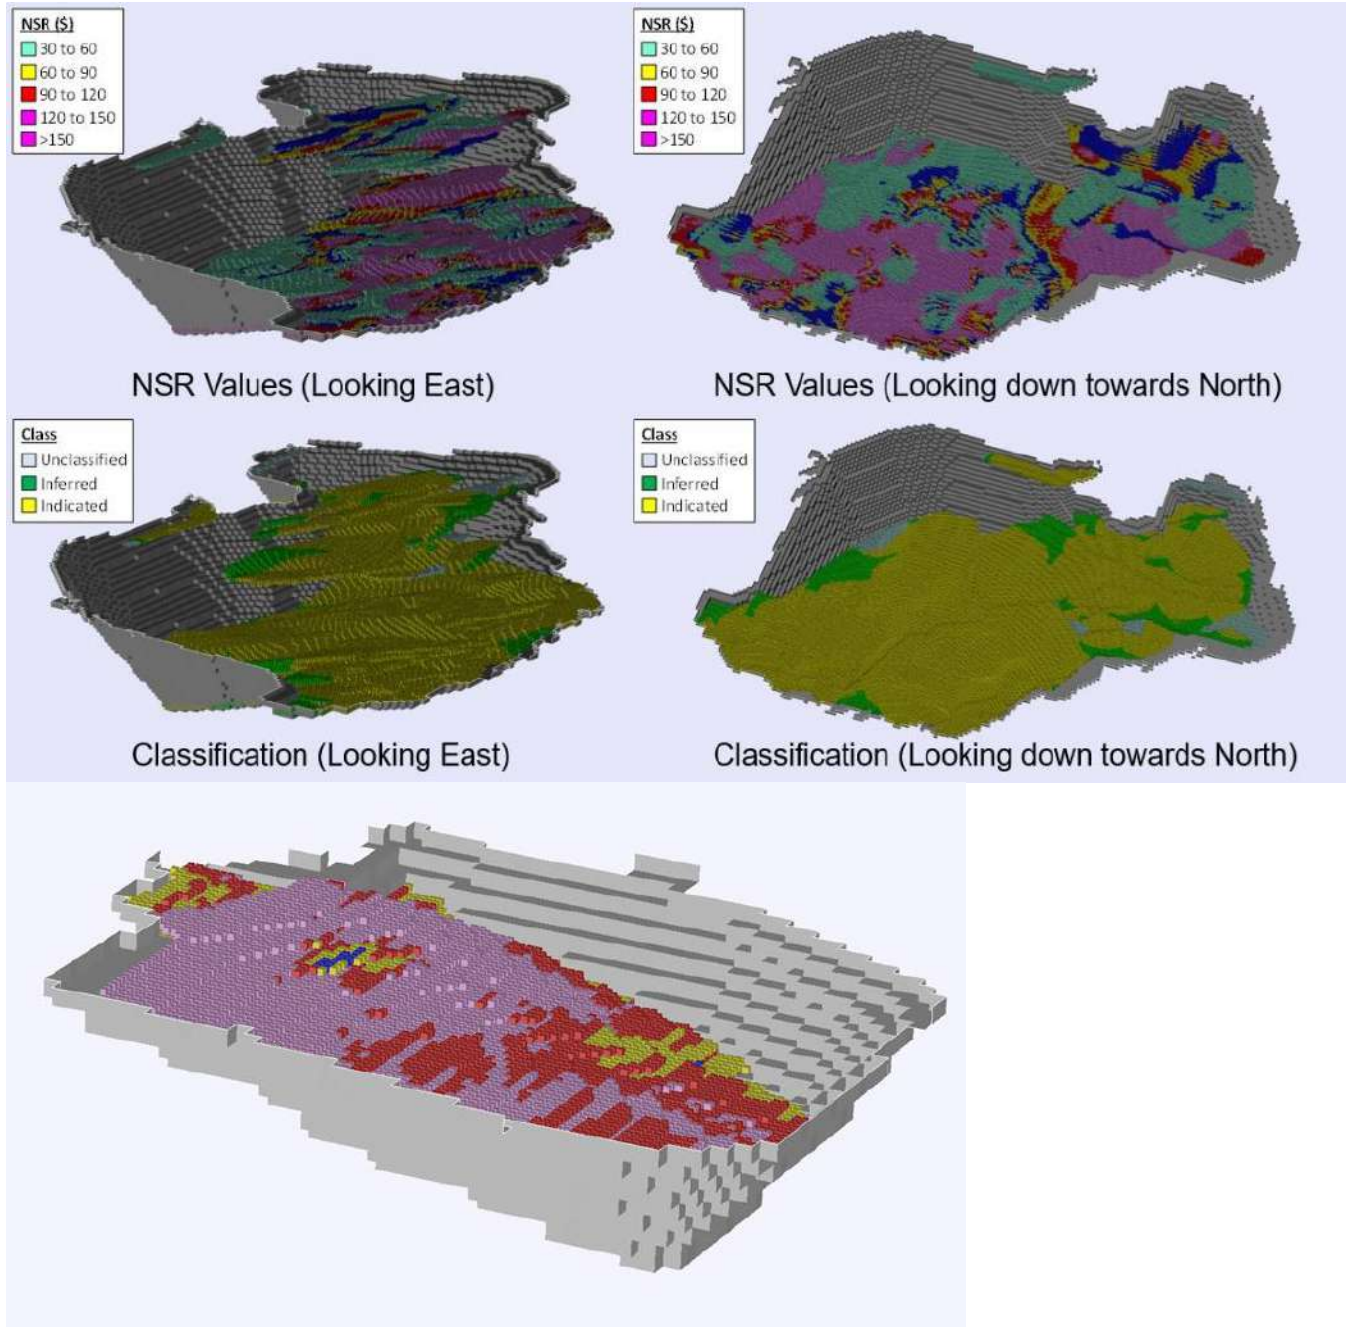 NSR ($)
30 to 60
60 to 90
90 to 120
120 to 150
>150
NSR ($)
30 to 60
60 to 90
90 to 120
120 to 150
>150
NSR Values (Looking East)
NSR Values (Looking down towards North)
Class
Unclassified
Inferred
Indicated
Class
Unclassified
Inferred
Indicated
Classification (Looking East)
Classification (Looking down towards North)